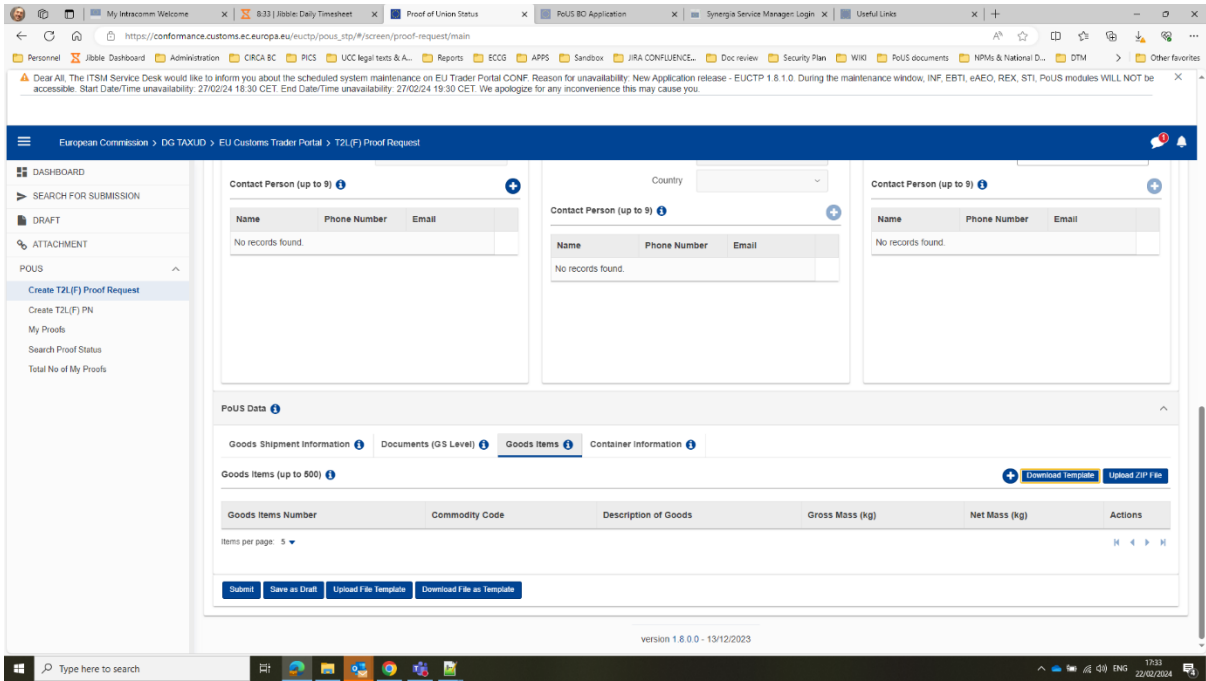 My Intracomm Welcome
8:33 | Jibble: Daily Timesheet
Proof of Union Status
PoUS BO Application
Synergia Service Manager: Login
Useful Links
https://conformance.customs.ec.europa.eu/euctp/pous_stp/#/screen/proof-request/main
Personnel Jibble Dashboard Administration CIRCA BC PICS UCC legal texts & A... Reports ECCG APPS Sandbox JIRA CONFLUENCE... Doc review Security Plan WIKI PoUS documents NPMs & National D... DTM Other favorites
Dear All, The ITSM Service Desk would like to inform you about the scheduled system maintenance on EU Trader Portal CONF. Reason for unavailability: New Application release - EUCTP 1.8.1.0. During the maintenance window, INF, EBTI, eAEO, REX, STI, PoUS modules WILL NOT be
accessible. Start Date/Time unavailability: 27/02/24 18:30 CET. End Date/Time unavailability: 27/02/24 19:30 CET. We apologize for any inconvenience this may cause you.
European Commission > DG TAXUD > EU Customs Trader Portal > T2L(F) Proof Request
1
DASHBOARD
SEARCH FOR SUBMISSION
DRAFT
ATTACHMENT
POUS
Create T2L(F) Proof Request
Create T2L(F) PN
My Proofs
Search Proof Status
Total No of My Proofs
Contact Person (up to 9)
Name Phone Number Email
No records found.
Country
Contact Person (up to 9)
Name Phone Number Email
No records found.
Contact Person (up to 9)
Name Phone Number Email
No records found.
PoUS Data
Goods Shipment Information Documents (GS Level) Goods Items Container Information
Goods Items (up to 500)
Download Template Upload ZIP File
Goods Items Number Commodity Code Description of Goods Gross Mass (kg) Net Mass (kg) Actions
Items per page: 5
Submit Save as Draft Upload File Template Download File as Template
version 1.8.0.0 - 13/12/2023
Type here to search
ENG
17:33
22/02/2024